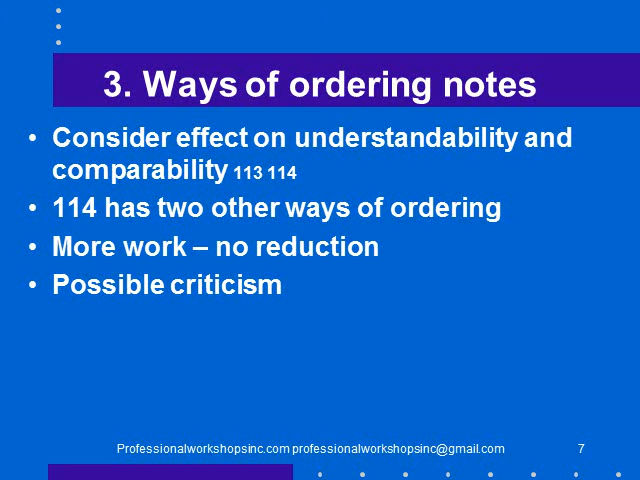 3. Ways of ordering notes
• Consider effect on understandability and
comparability 113 114
• 114 has two other ways of ordering
• More work – no reduction
• Possible criticism
Professionalworkshopsinc.com professionalworkshopsinc@gmail.com 7